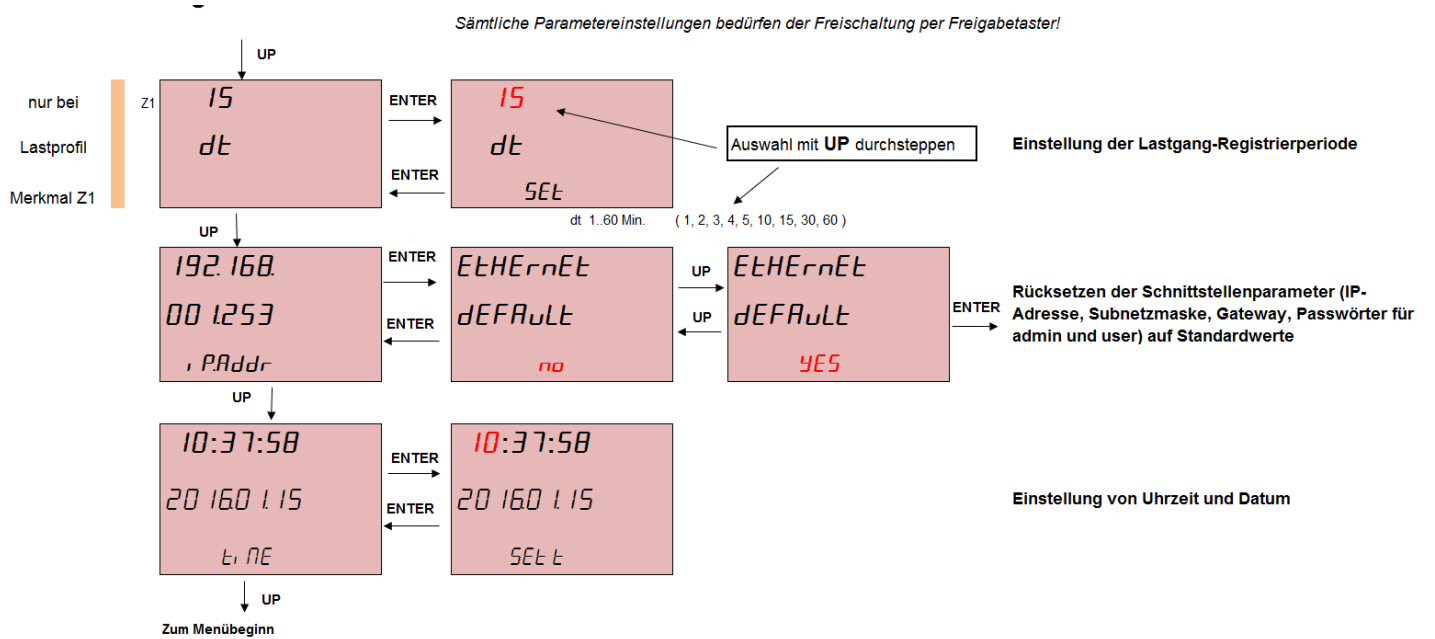 Sämtliche Parametereinstellungen bedürfen der Freischaltung per Freigabetaster!
UP
nur bei
Lastprofil
Merkmal Z1
Z1
15
dt
ENTER
ENTER
15
dt
SEt
Auswahl mit UP durchsteppen
dt 1..60 Min. ( 1, 2, 3, 4, 5, 10, 15, 30, 60 )
Einstellung der Lastgang-Registrierperiode
UP
192.168.
001.253
iP.Addr
ENTER
ENTER
EtHErnEt
dEFAuLt
no
UP
UP
EtHErnEt
dEFAuLt
yES
ENTER
Rücksetzen der Schnittstellenparameter (IP-
Adresse, Subnetzmaske, Gateway, Passwörter für
admin und user) auf Standardwerte
UP
10:37:58
2016.01.15
tiME
ENTER
ENTER
10:37:58
2016.01.15
SEt t
Einstellung von Uhrzeit und Datum
UP
Zum Menübeginn